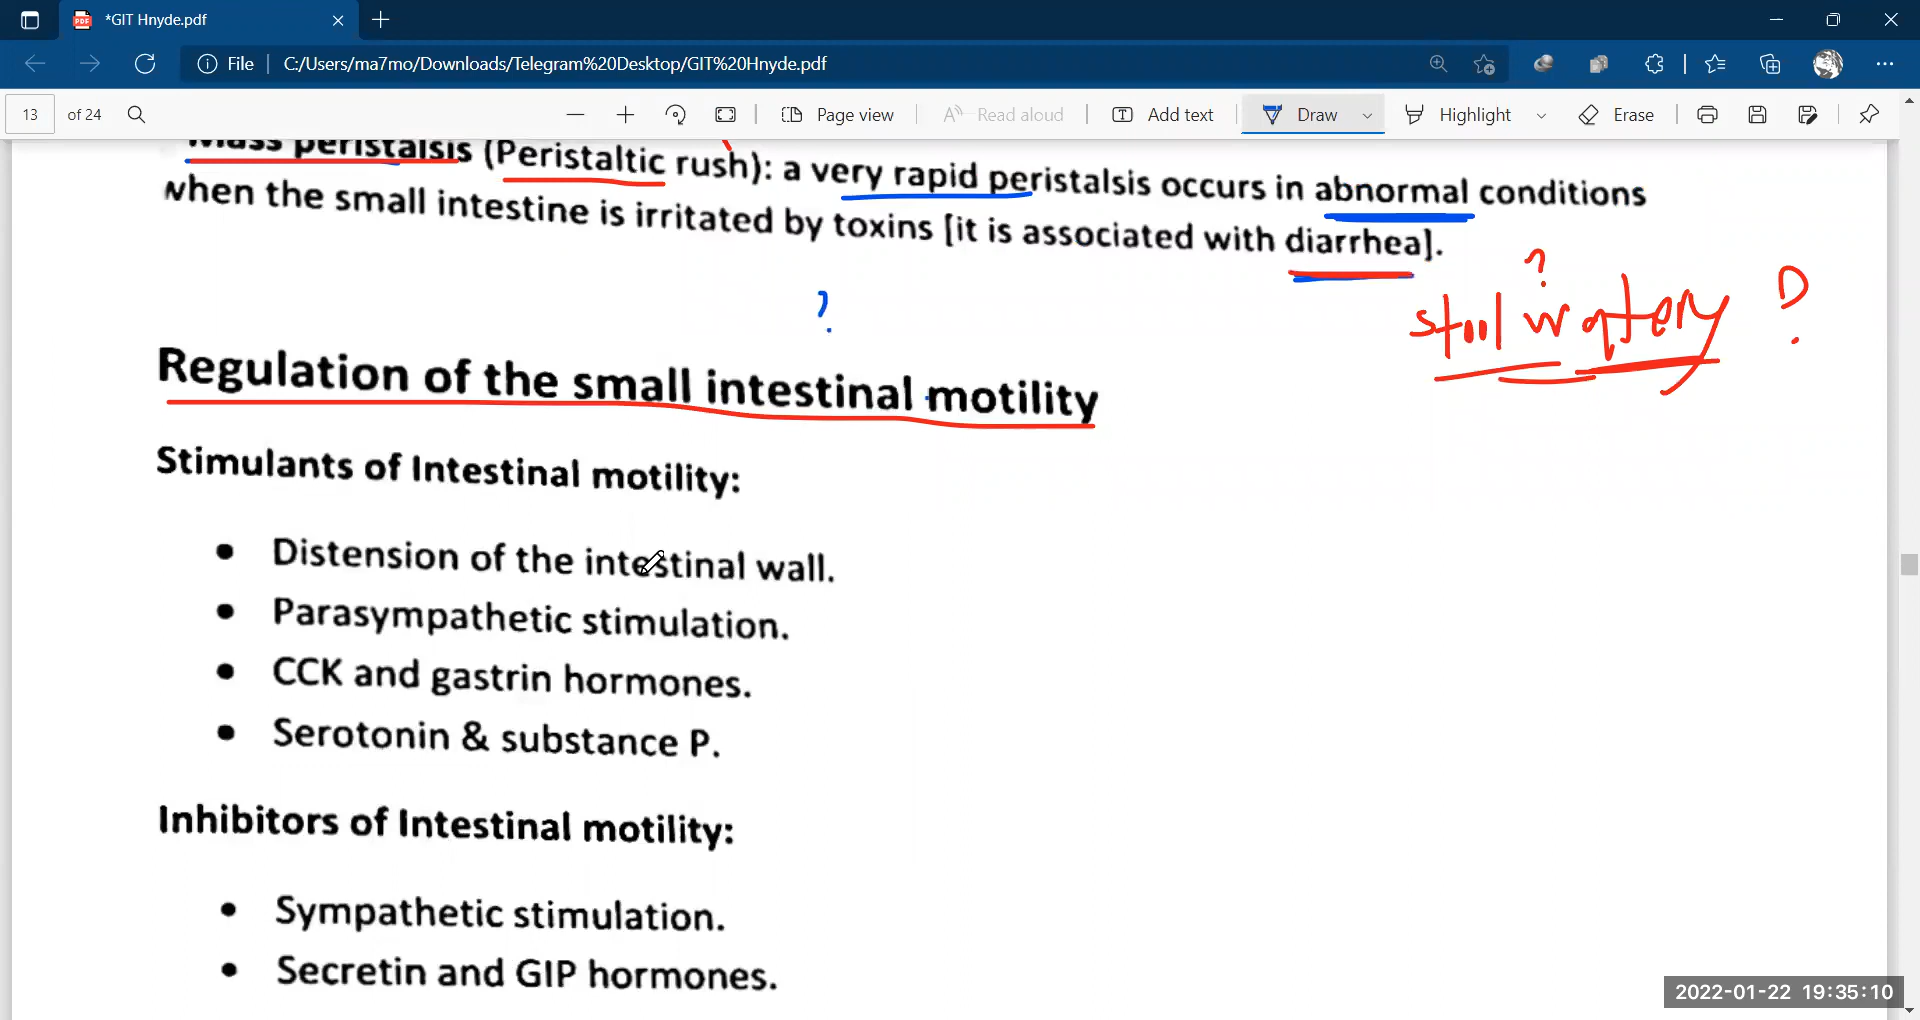 *GIT Hnyde.pdf
File C:/Users/ma7mo/Downloads/Telegram%20Desktop/GIT%20Hnyde.pdf
13 of 24 Page view Read aloud Add text Draw Highlight Erase
Mass peristalsis (Peristaltic rush): a very rapid peristalsis occurs in abnormal conditions
when the small intestine is irritated by toxins [it is associated with diarrhea].
?
stool watery D
?
Regulation of the small intestinal motility
Stimulants of Intestinal motility:
• Distension of the intestinal wall.
• Parasympathetic stimulation.
• CCK and gastrin hormones.
• Serotonin & substance P.
Inhibitors of Intestinal motility:
• Sympathetic stimulation.
• Secretin and GIP hormones.
2022-01-22 19:35:10